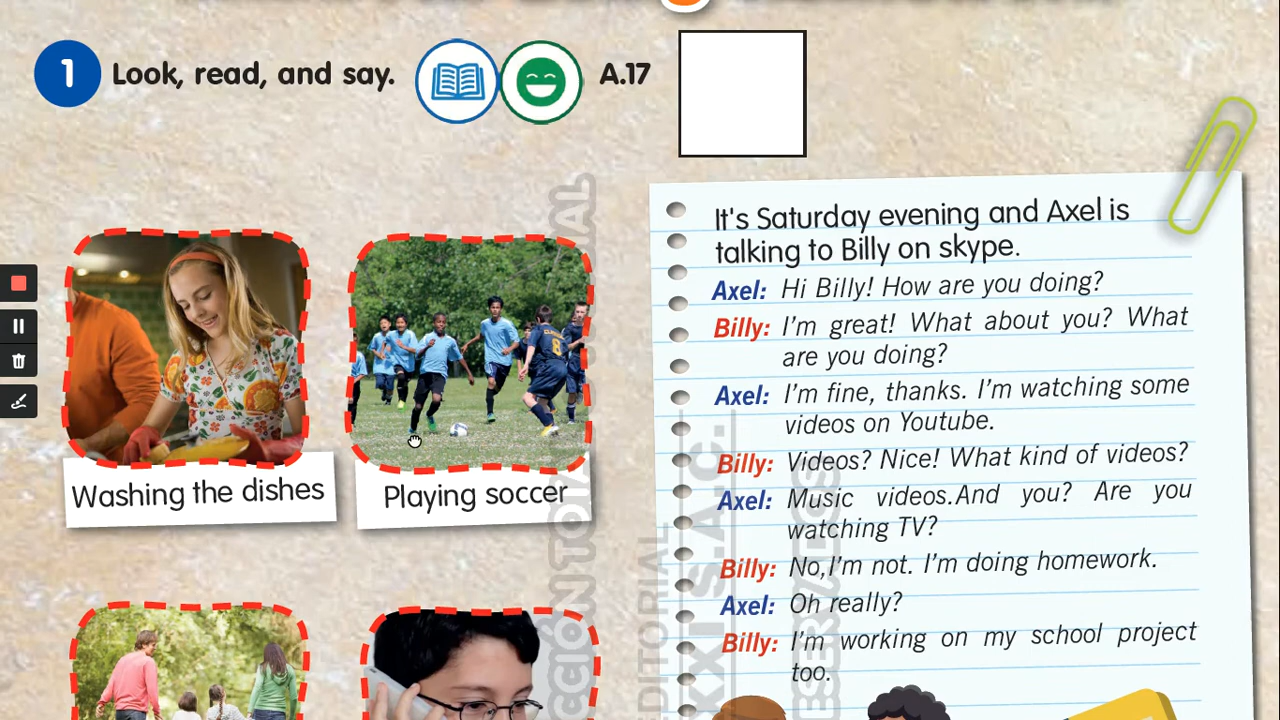 1 Look, read, and say. A.17
Washing the dishes
Playing soccer
8
It's Saturday evening and Axel is
talking to Billy on skype.
Axel: Hi Billy! How are you doing?
Billy: I'm great! What about you? What
are you doing?
Axel: I'm fine, thanks. I'm watching some
videos on Youtube.
Billy: Videos? Nice! What kind of videos?
Axel: Music videos.And you? Are you
watching TV?
Billy: No,I'm not. I'm doing homework.
Axel: Oh really?
Billy: I'm working on my school project
too.
EDITORIAL
S.A.C.